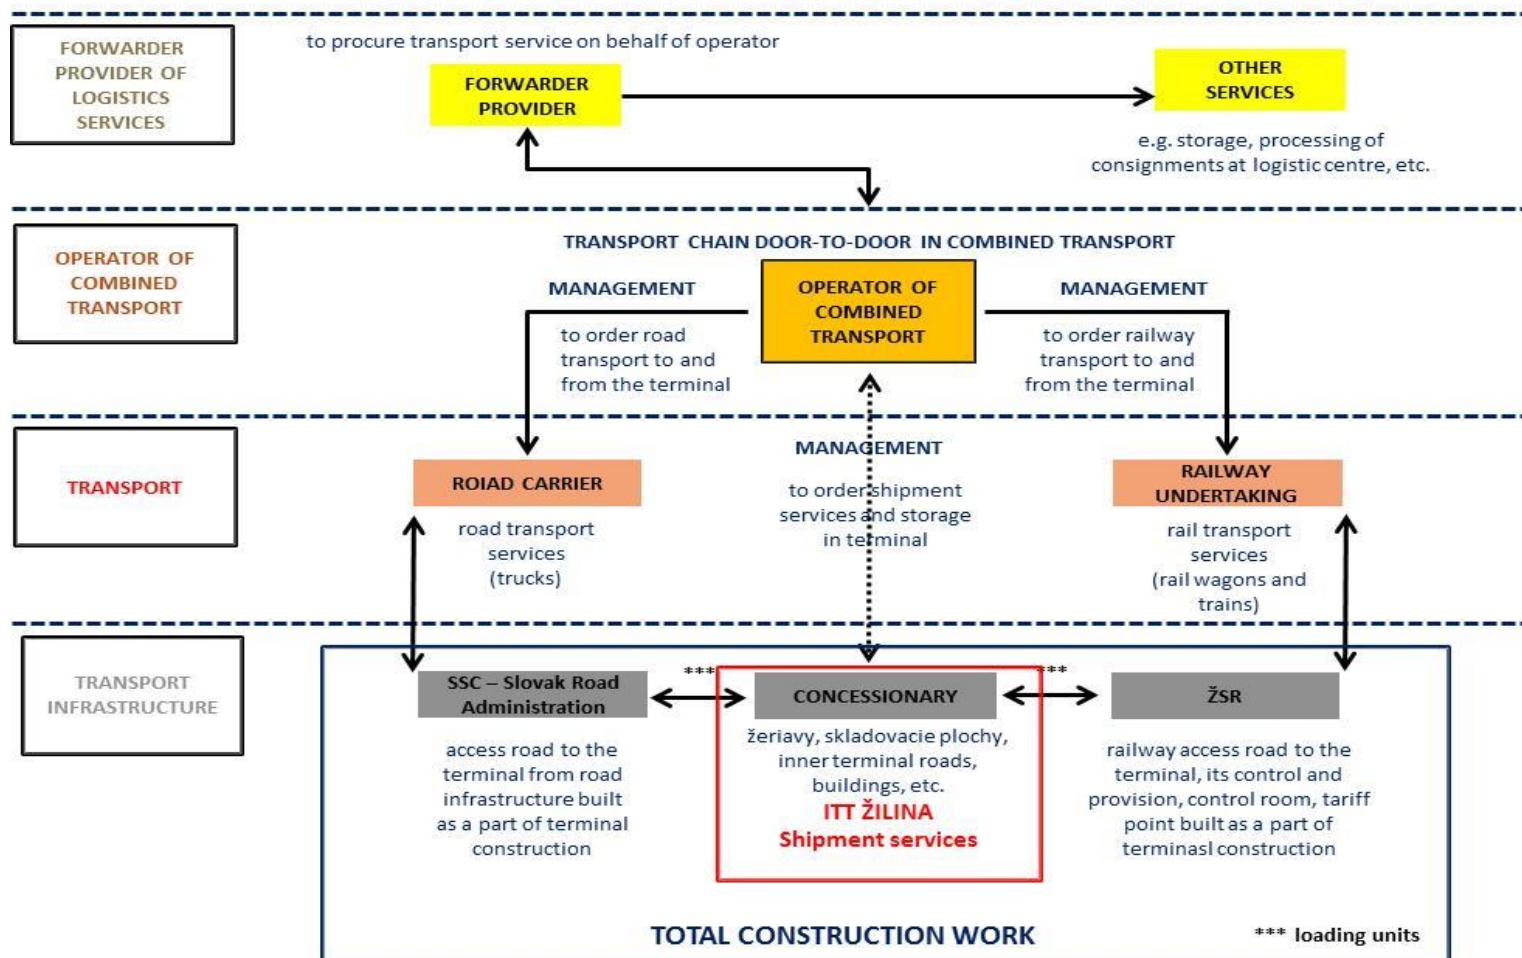 FORWARDER
PROVIDER OF
LOGISTICS
SERVICES
to procure transport service on behalf of operator
FORWARDER
PROVIDER
OTHER
SERVICES
e.g. storage, processing of
consignments at logistic centre, etc.
OPERATOR OF
COMBINED
TRANSPORT
TRANSPORT CHAIN DOOR-TO-DOOR IN COMBINED TRANSPORT
MANAGEMENT
to order road
transport to and
from the terminal
OPERATOR OF
COMBINED
TRANSPORT
MANAGEMENT
to order railway
transport to and
from the terminal
TRANSPORT
ROIAD CARRIER
road transport
services
(trucks)
MANAGEMENT
to order shipment
services and storage
in terminal
RAILWAY
UNDERTAKING
rail transport
services
(rail wagons and
trains)
TRANSPORT
INFRASTRUCTURE
SSC – Slovak Road
Administration
access road to the
terminal from road
infrastructure built
as a part of terminal
construction
***
CONCESSIONARY
žeriavy, skladovacie plochy,
inner terminal roads,
buildings, etc.
ITT ŽILINA
Shipment services
***
ŽSR
railway access road to the
terminal, its control and
provision, control room, tariff
point built as a part of
terminasl construction
TOTAL CONSTRUCTION WORK
*** loading units